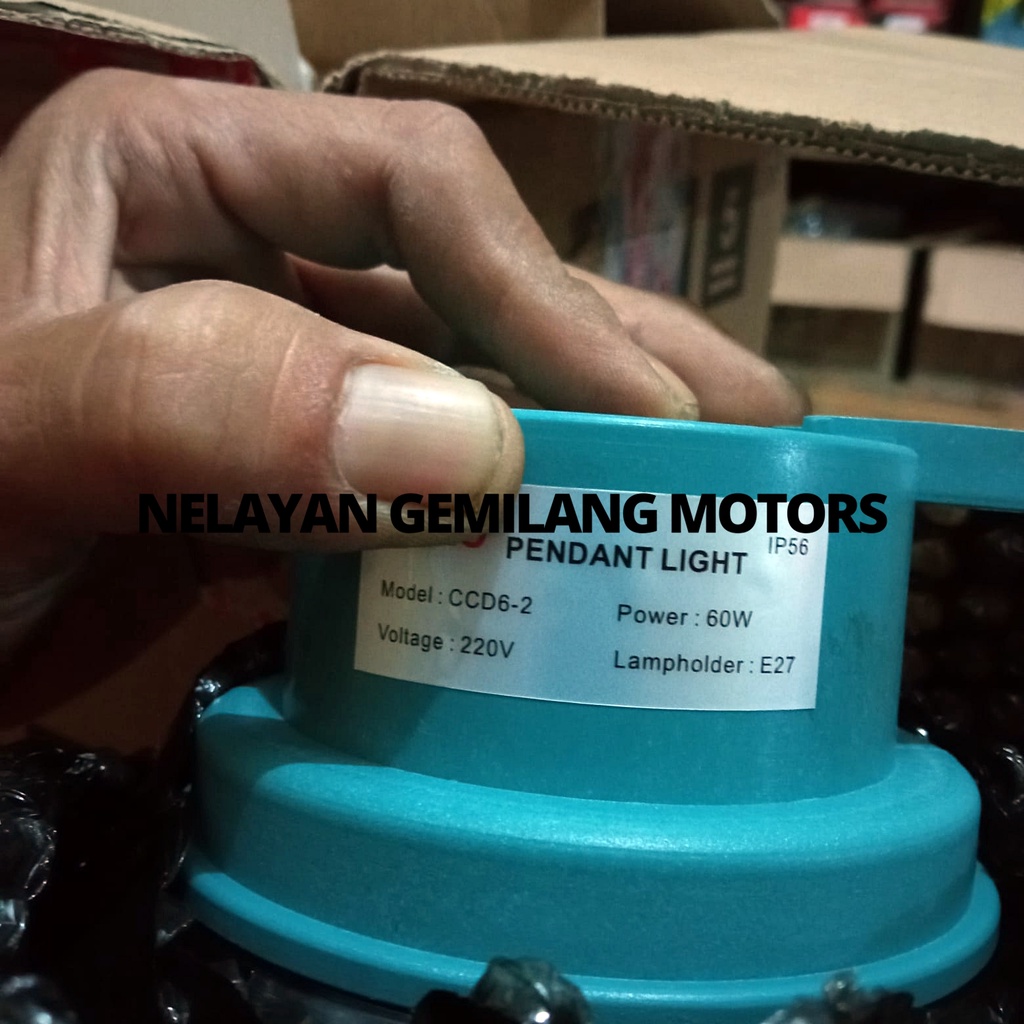 NELAYAN GEMILANG MOTORS
PENDANT LIGHT IP56
Model : CCD6-2
Power : 60W
Voltage : 220V
Lampholder : E27